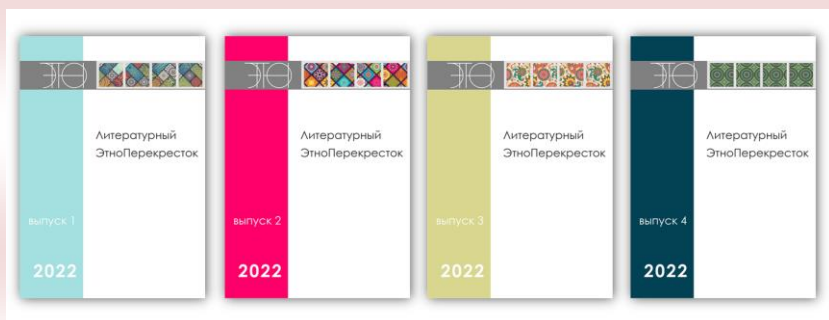 ЭТО
Литературный
ЭтноПерекресток
выпуск 1
2022
ЭТО
Литературный
ЭтноПерекресток
выпуск 2
2022
ЭТО
Литературный
ЭтноПерекресток
выпуск 3
2022
ЭТО
Литературный
ЭтноПерекресток
выпуск 4
2022